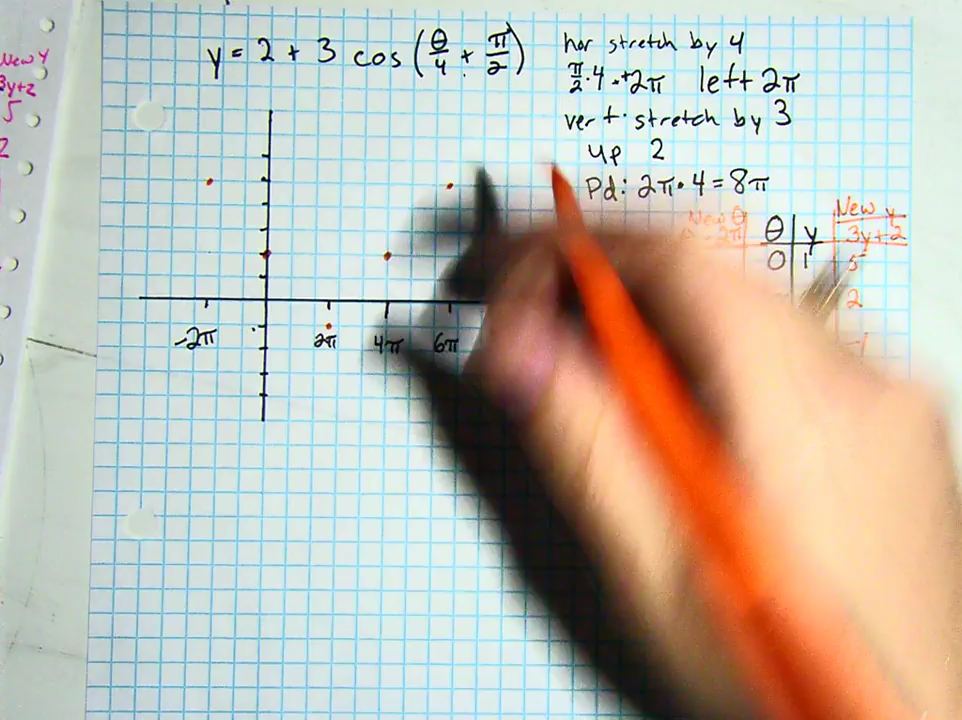 New y
3y+2
5
2
y = 2 + 3 cos (θ/4 + π/2)
hor stretch by 4
π/2·4 = +2π left 2π
vert. stretch by 3
up 2
Pd: 2π·4 = 8π
New θ
- 2π
θ y
0 1
New y
3y+2
5
2
-1
-2π 2π 4π 6π